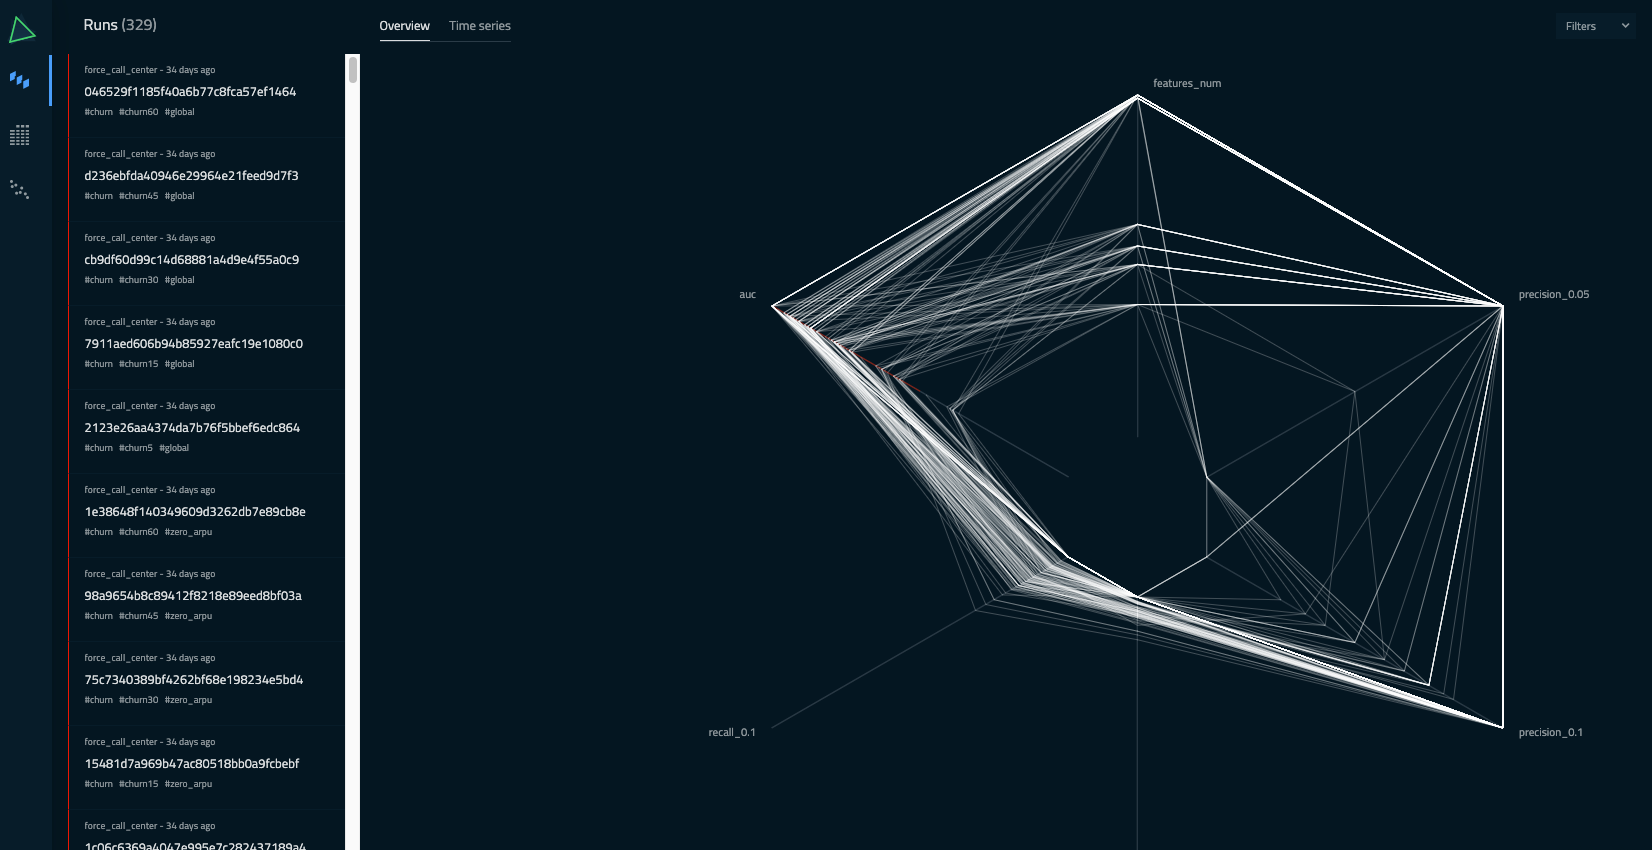 Runs (329)
Overview Time series
Filters
force_call_center - 34 days ago
046529f1185f40a6b77c8fca57ef1464
#churn #churn60 #global
force_call_center - 34 days ago
d236ebfda40946e29964e21feed9d7f3
#churn #churn45 #global
force_call_center - 34 days ago
cb9df60d99c14d68881a4d9e4f55a0c9
#churn #churn30 #global
force_call_center - 34 days ago
7911aed606b94b85927eafc19e1080c0
#churn #churn15 #global
force_call_center - 34 days ago
2123e26aa4374da7b76f5bbef6edc864
#churn #churn5 #global
force_call_center - 34 days ago
1e38648f140349609d3262db7e89cb8e
#churn #churn60 #zero_arpu
force_call_center - 34 days ago
98a9654b8c89412f8218e89eed8bf03a
#churn #churn45 #zero_arpu
force_call_center - 34 days ago
75c7340389bf4262bf68e198234e5bd4
#churn #churn30 #zero_arpu
force_call_center - 34 days ago
15481d7a969b47ac80518bb0a9fcbebf
#churn #churn15 #zero_arpu
force_call_center - 34 days ago
1c06c6369a4047e995e7c282437189a4
features_num
auc
precision_0.05
recall_0.1
precision_0.1